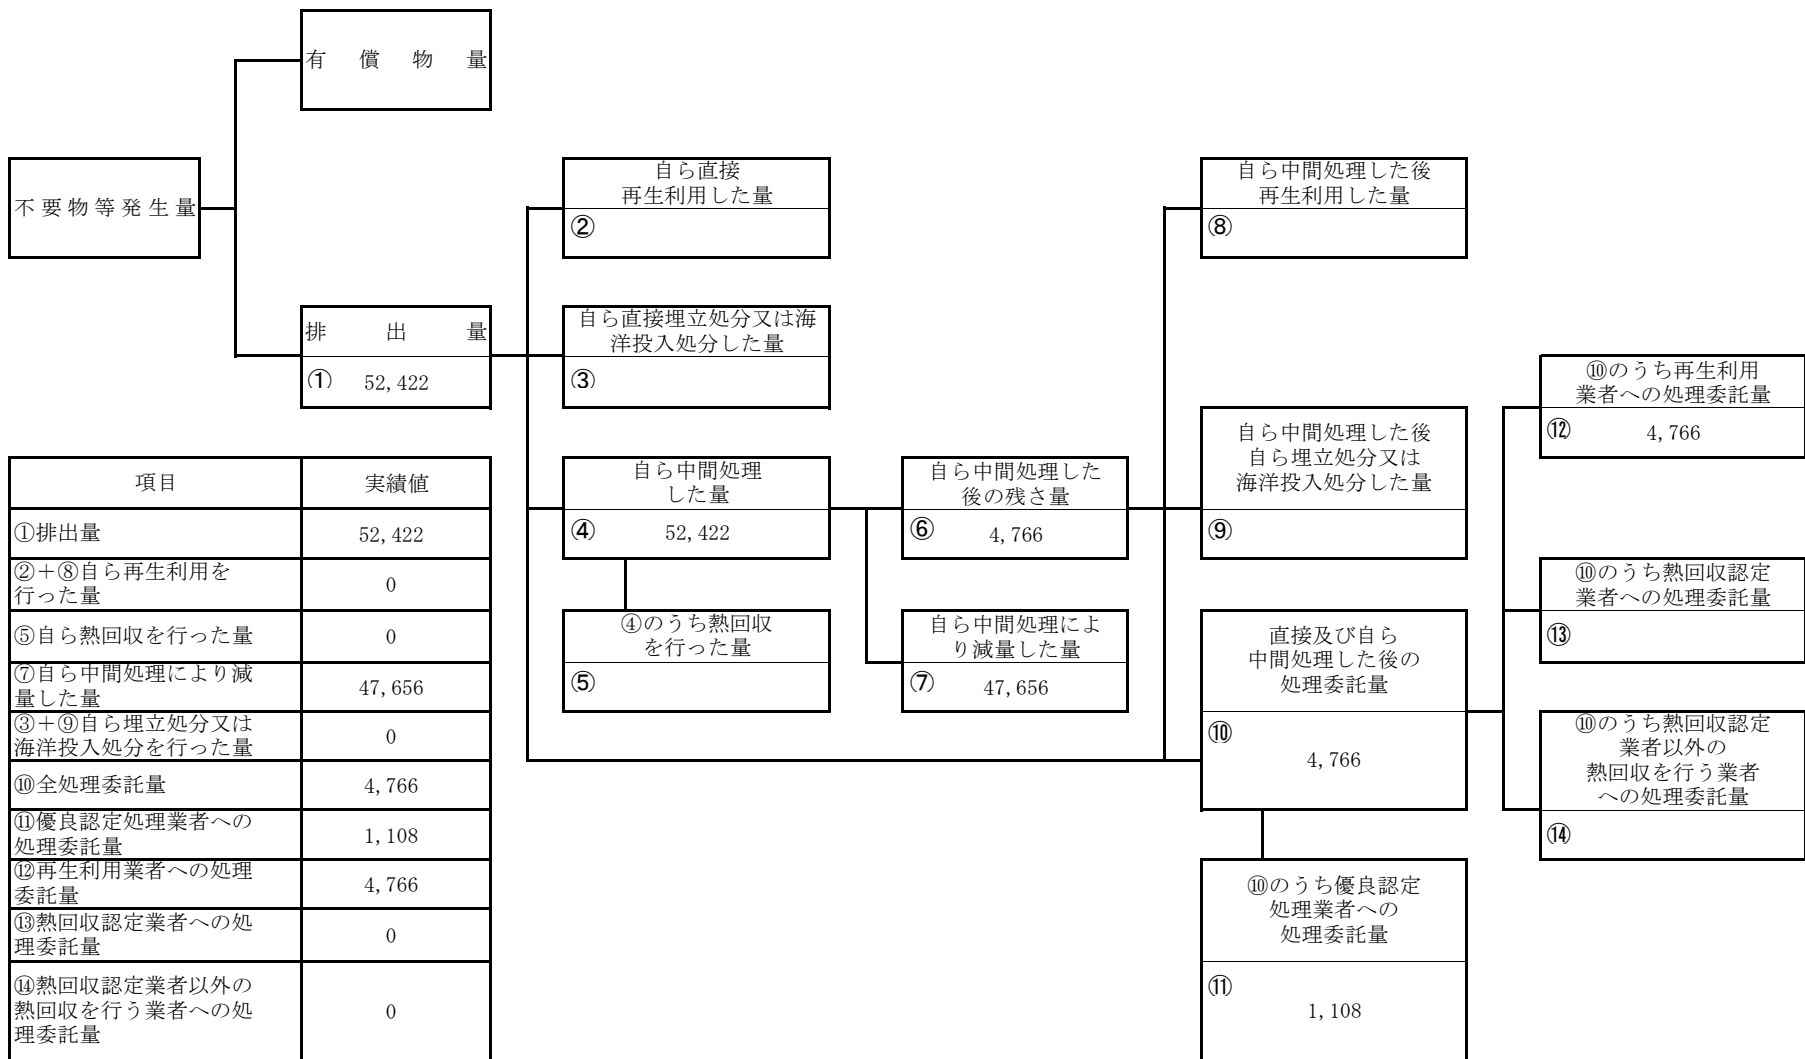 有償物量
不要物等発生量
排出量
① 52,422
自ら直接
再生利用した量
②
自ら直接埋立処分又は海
洋投入処分した量
③
自ら中間処理
した量
④ 52,422
④のうち熱回収
を行った量
⑤
自ら中間処理した
後の残さ量
⑥ 4,766
自ら中間処理によ
り減量した量
⑦ 47,656
自ら中間処理した後
再生利用した量
⑧
自ら中間処理した後
自ら埋立処分又は
海洋投入処分した量
⑨
直接及び自ら
中間処理した後の
処理委託量
⑩
4,766
⑩のうち優良認定
処理業者への
処理委託量
⑪
1,108
⑩のうち再生利用
業者への処理委託量
⑫ 4,766
⑩のうち熱回収認定
業者への処理委託量
⑬
⑩のうち熱回収認定
業者以外の
熱回収を行う業者
への処理委託量
⑭
項目 実績値
①排出量 52,422
②＋⑧自ら再生利用を
行った量 0
⑤自ら熱回収を行った量 0
⑦自ら中間処理により減
量した量 47,656
③＋⑨自ら埋立処分又は
海洋投入処分を行った量 0
⑩全処理委託量 4,766
⑪優良認定処理業者への
処理委託量 1,108
⑫再生利用業者への処理
委託量 4,766
⑬熱回収認定業者への処
理委託量 0
⑭熱回収認定業者以外の
熱回収を行う業者への処
理委託量 0